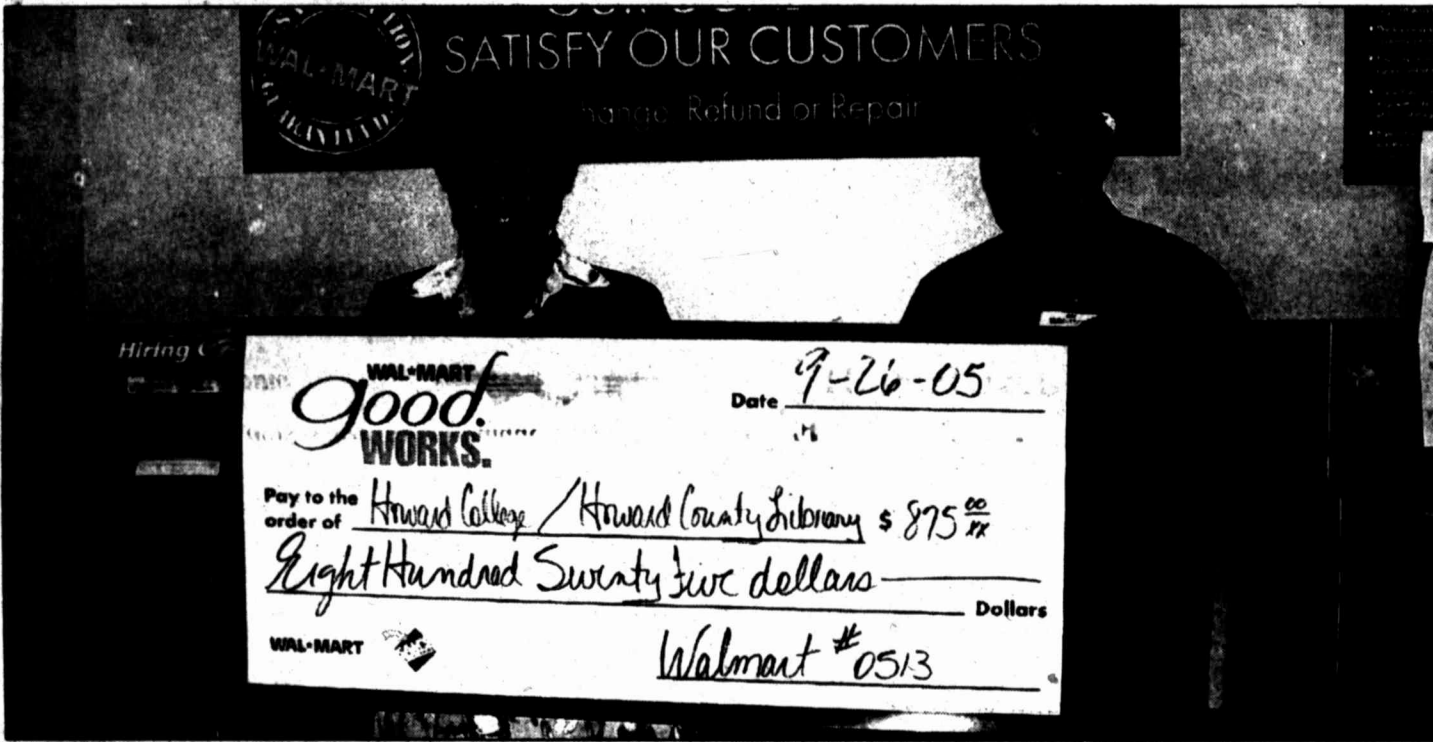 WAL-MART
SATISFY OUR CUSTOMERS
Refund or Repair
Hiring
WAL-MART
good.
WORKS.
Date 9-26-05
Pay to the
order of Howard College / Howard County Library $ 875 00/xx
Eight Hundred Seventy Five dollars
Dollars
WAL-MART
Walmart #0513